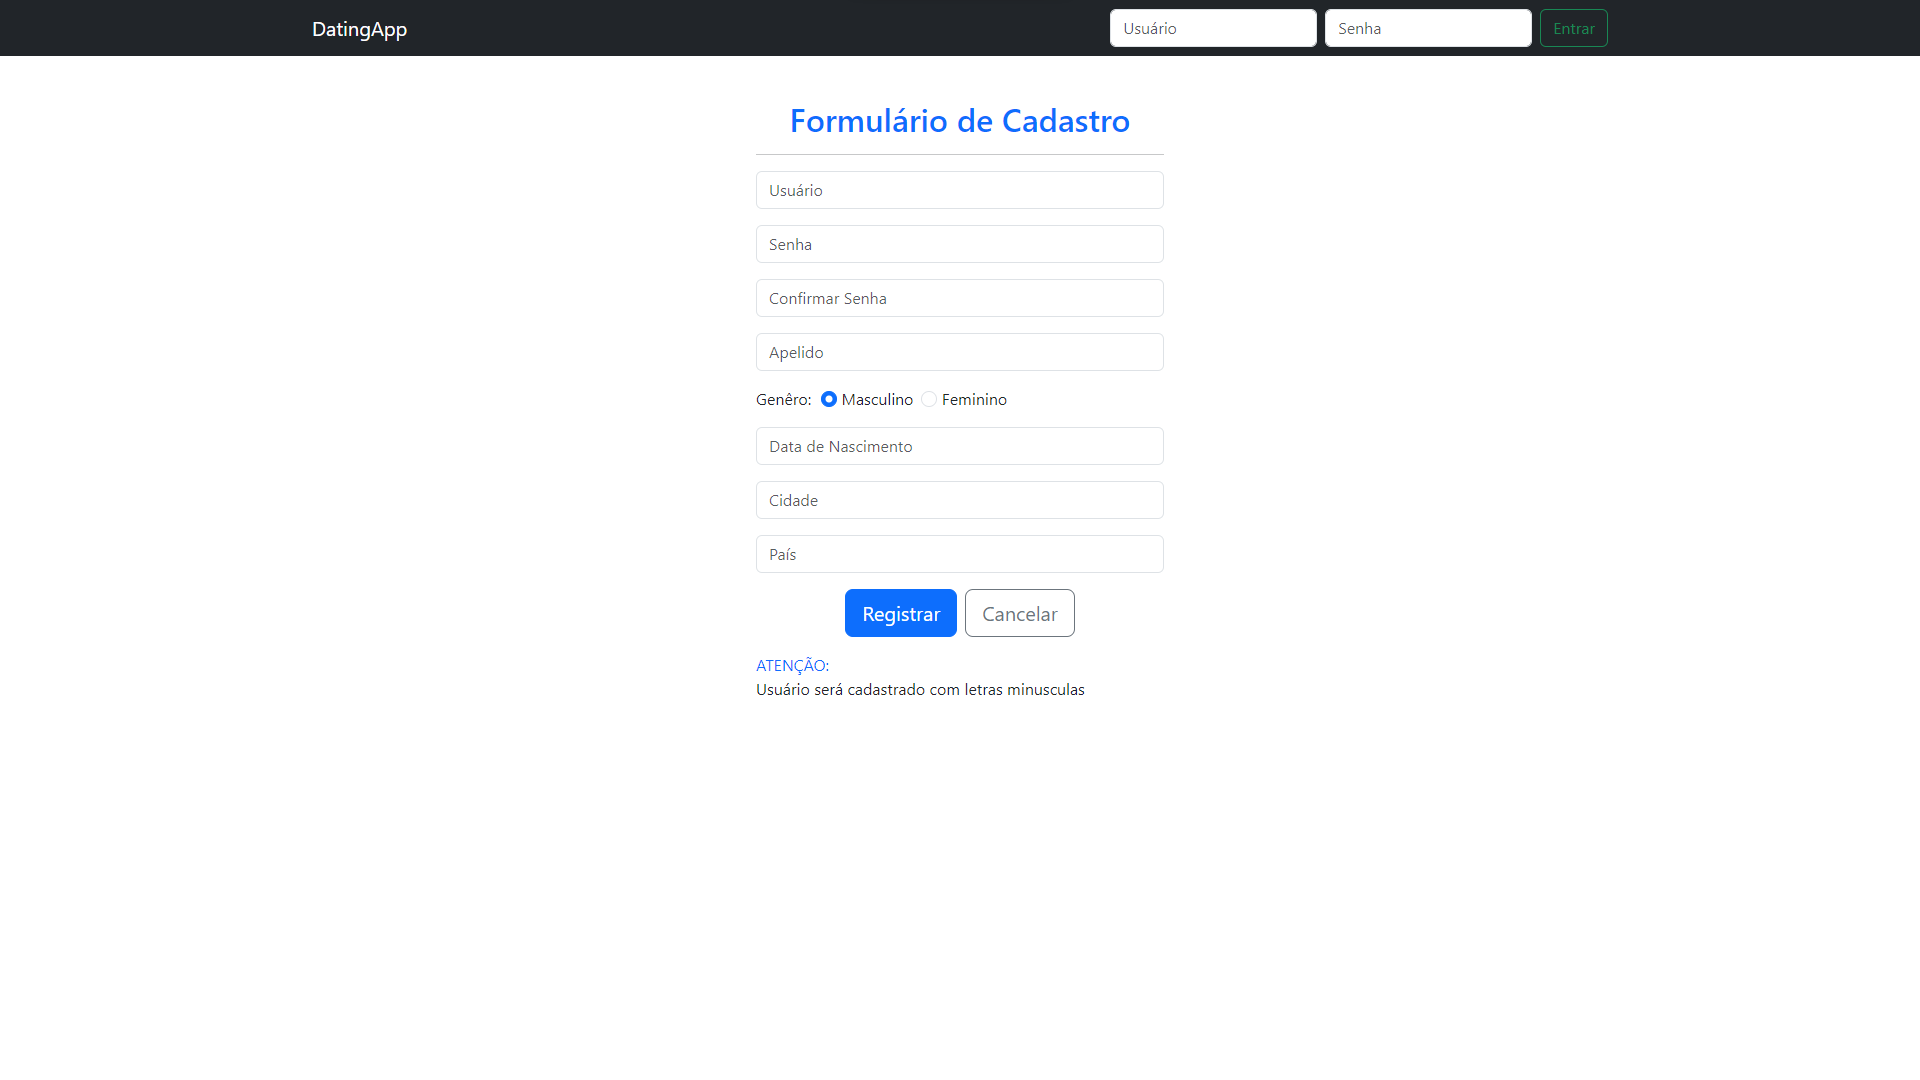 DatingApp Usuário Senha Entrar
Formulário de Cadastro
Usuário
Senha
Confirmar Senha
Apelido
Genêro: Masculino Feminino
Data de Nascimento
Cidade
País
Registrar Cancelar
ATENÇÃO:
Usuário será cadastrado com letras minusculas